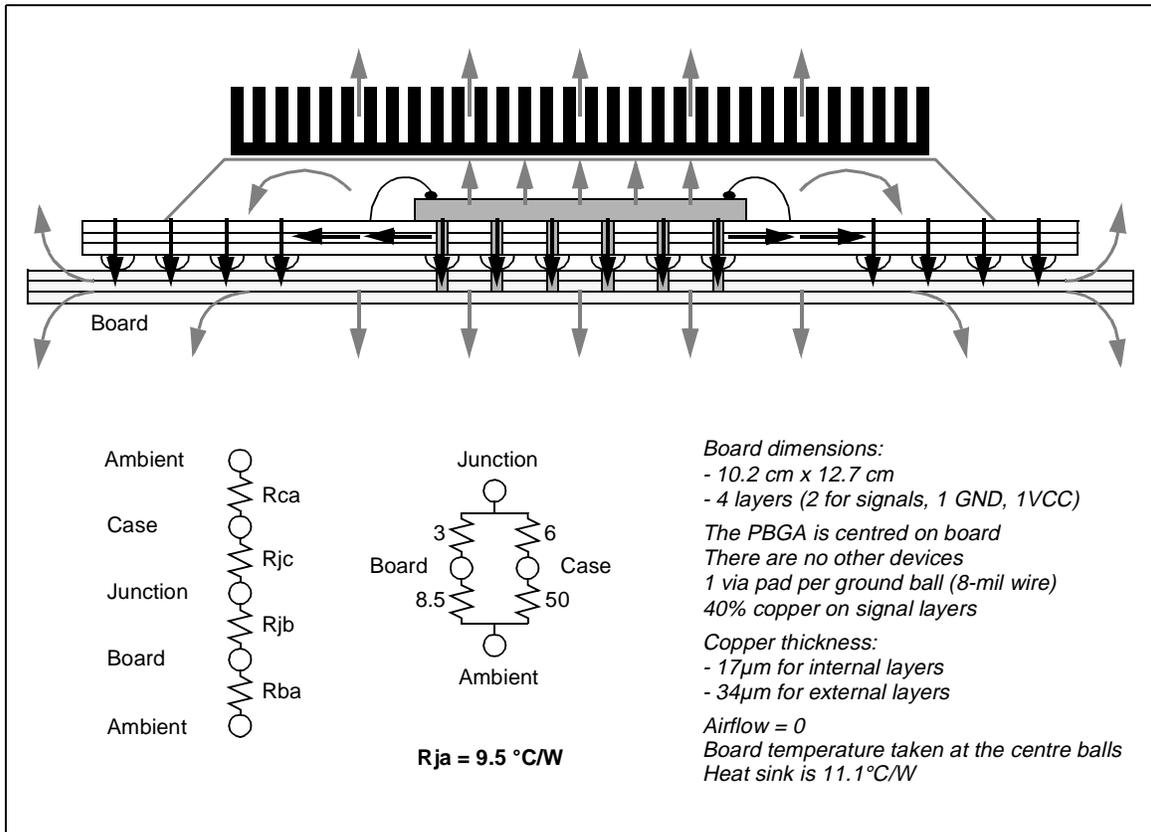 Board
Ambient
Rca
Case
Rjc
Junction
Rjb
Board
Rba
Ambient
Junction
3
6
Board
Case
8.5
50
Ambient
Rja = 9.5 °C/W
Board dimensions:
- 10.2 cm x 12.7 cm
- 4 layers (2 for signals, 1 GND, 1VCC)
The PBGA is centred on board
There are no other devices
1 via pad per ground ball (8-mil wire)
40% copper on signal layers
Copper thickness:
- 17µm for internal layers
- 34µm for external layers
Airflow = 0
Board temperature taken at the centre balls
Heat sink is 11.1°C/W